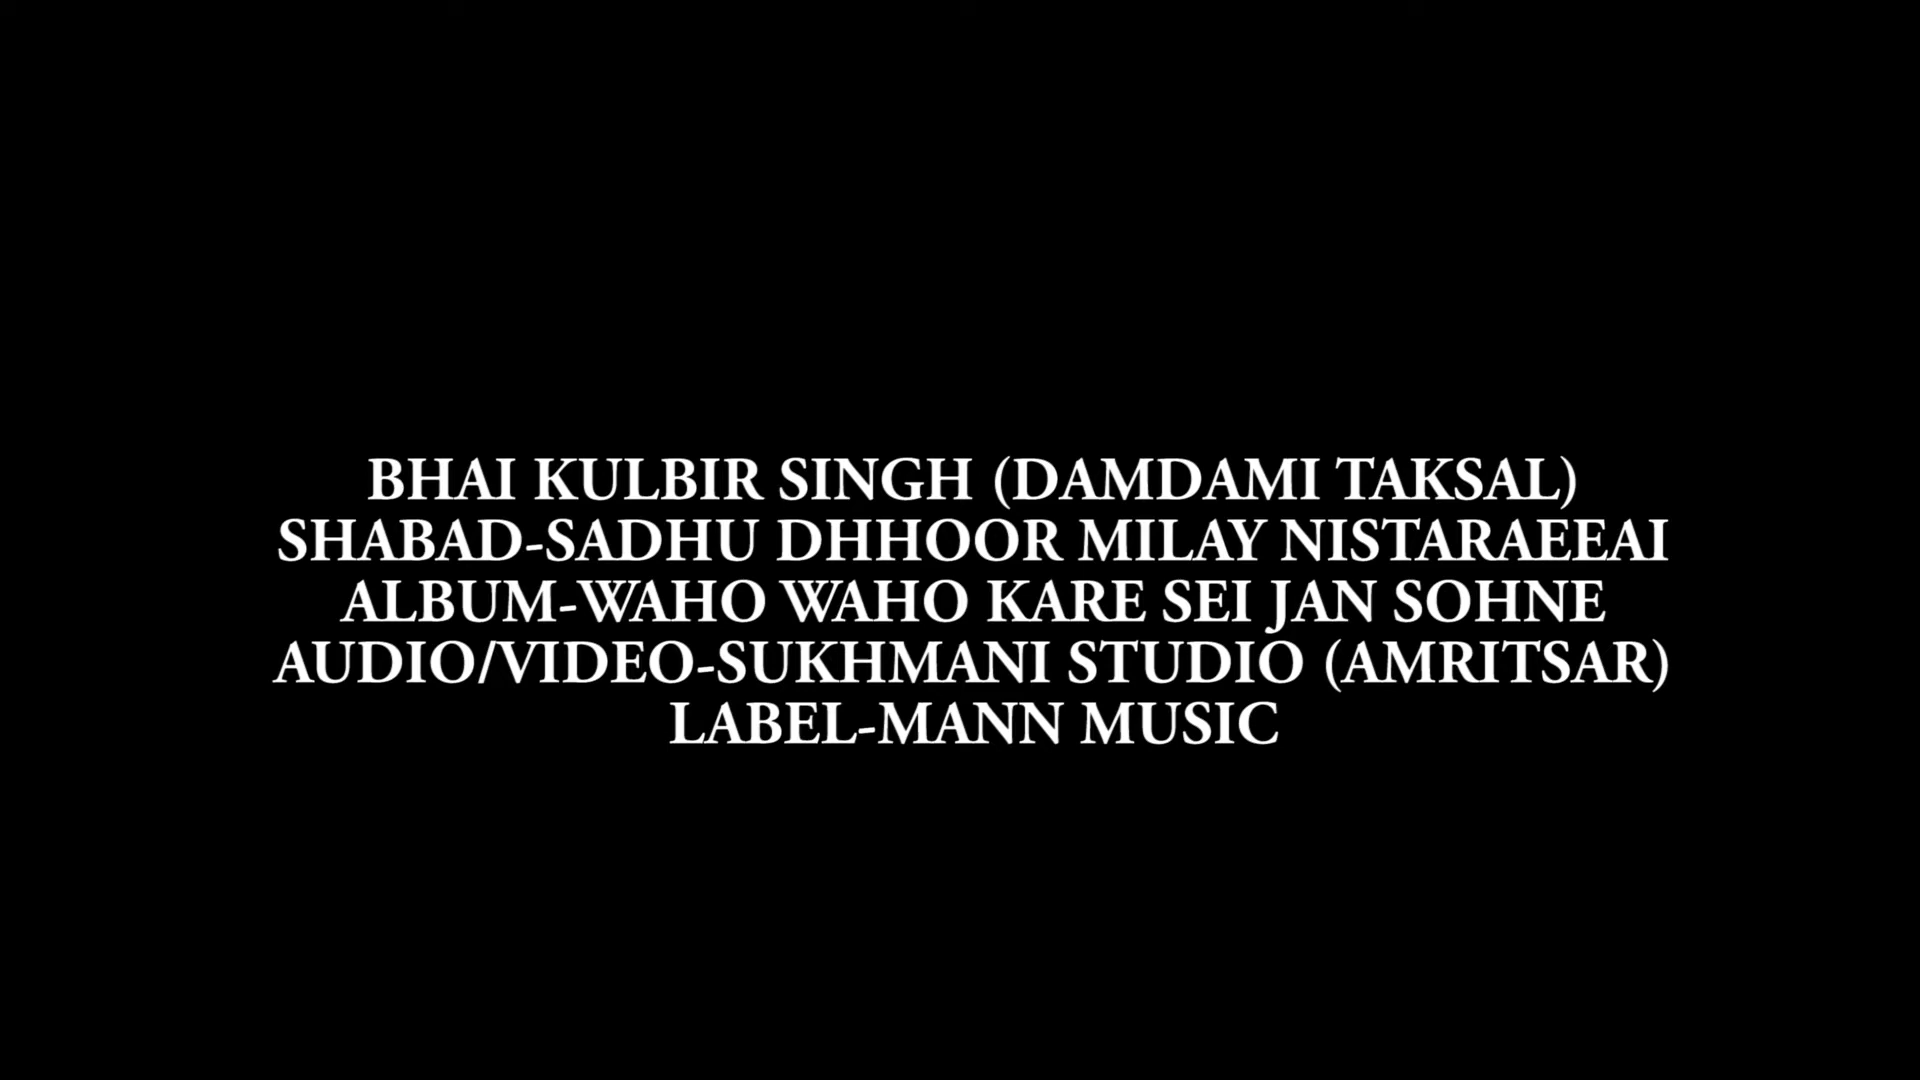 BHAI KULBIR SINGH (DAMDAMI TAKSAL)
SHABAD-SADHU DHHOOR MILAY NISTARAEEAI
ALBUM-WAHO WAHO KARE SEI JAN SOHNE
AUDIO/VIDEO-SUKHMANI STUDIO (AMRITSAR)
LABEL-MANN MUSIC